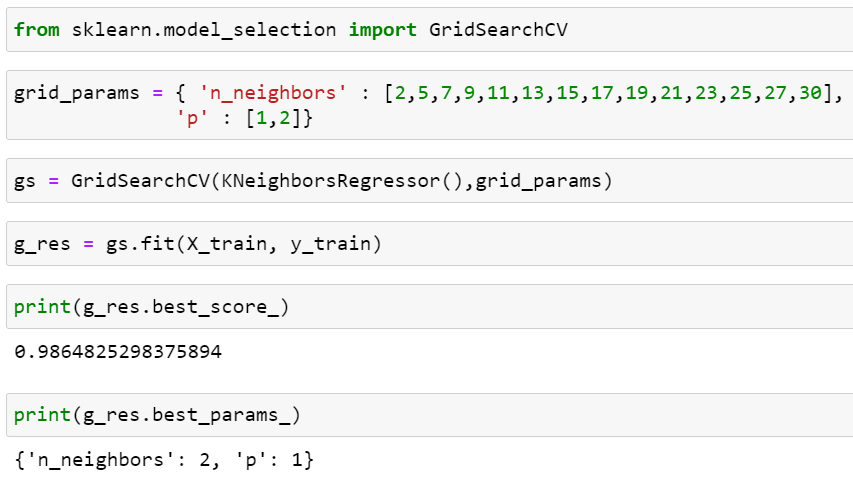 from sklearn.model_selection import GridSearchCV
grid_params = { 'n_neighbors' : [2,5,7,9,11,13,15,17,19,21,23,25,27,30],
'p' : [1,2]}
gs = GridSearchCV(KNeighborsRegressor(),grid_params)
g_res = gs.fit(X_train, y_train)
print(g_res.best_score_)
0.9864825298375894
print(g_res.best_params_)
{'n_neighbors': 2, 'p': 1}